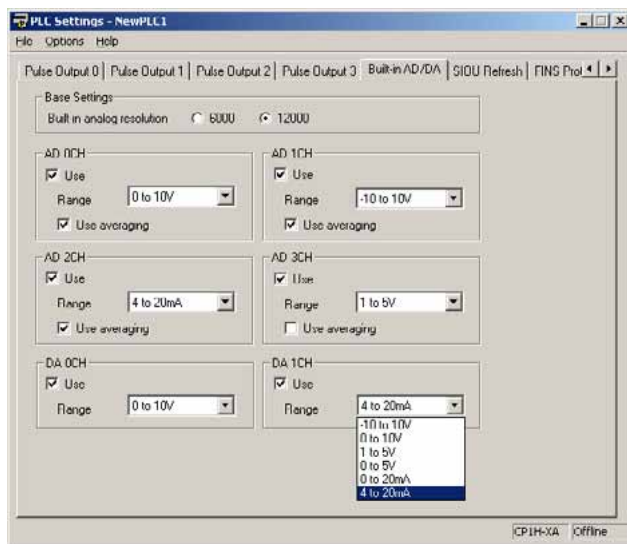 PLC Settings - NewPLC1
File Options Help
Pulse Output 0 Pulse Output 1 Pulse Output 2 Pulse Output 3 Built-in AD/DA SIOU Refresh FINS Prot
Base Settings
Built in analog resolution 6000 12000
AD 0CH
Use
Range 0 to 10V
Use averaging
AD 1CH
Use
Range -10 to 10V
Use averaging
AD 2CH
Use
Range 4 to 20mA
Use averaging
AD 3CH
Use
Range 1 to 5V
Use averaging
DA 0CH
Use
Range 0 to 10V
DA 1CH
Use
Range 4 to 20mA
-10 to 10V
0 to 10V
1 to 5V
0 to 5V
0 to 20mA
4 to 20mA
CP1H-XA Offline